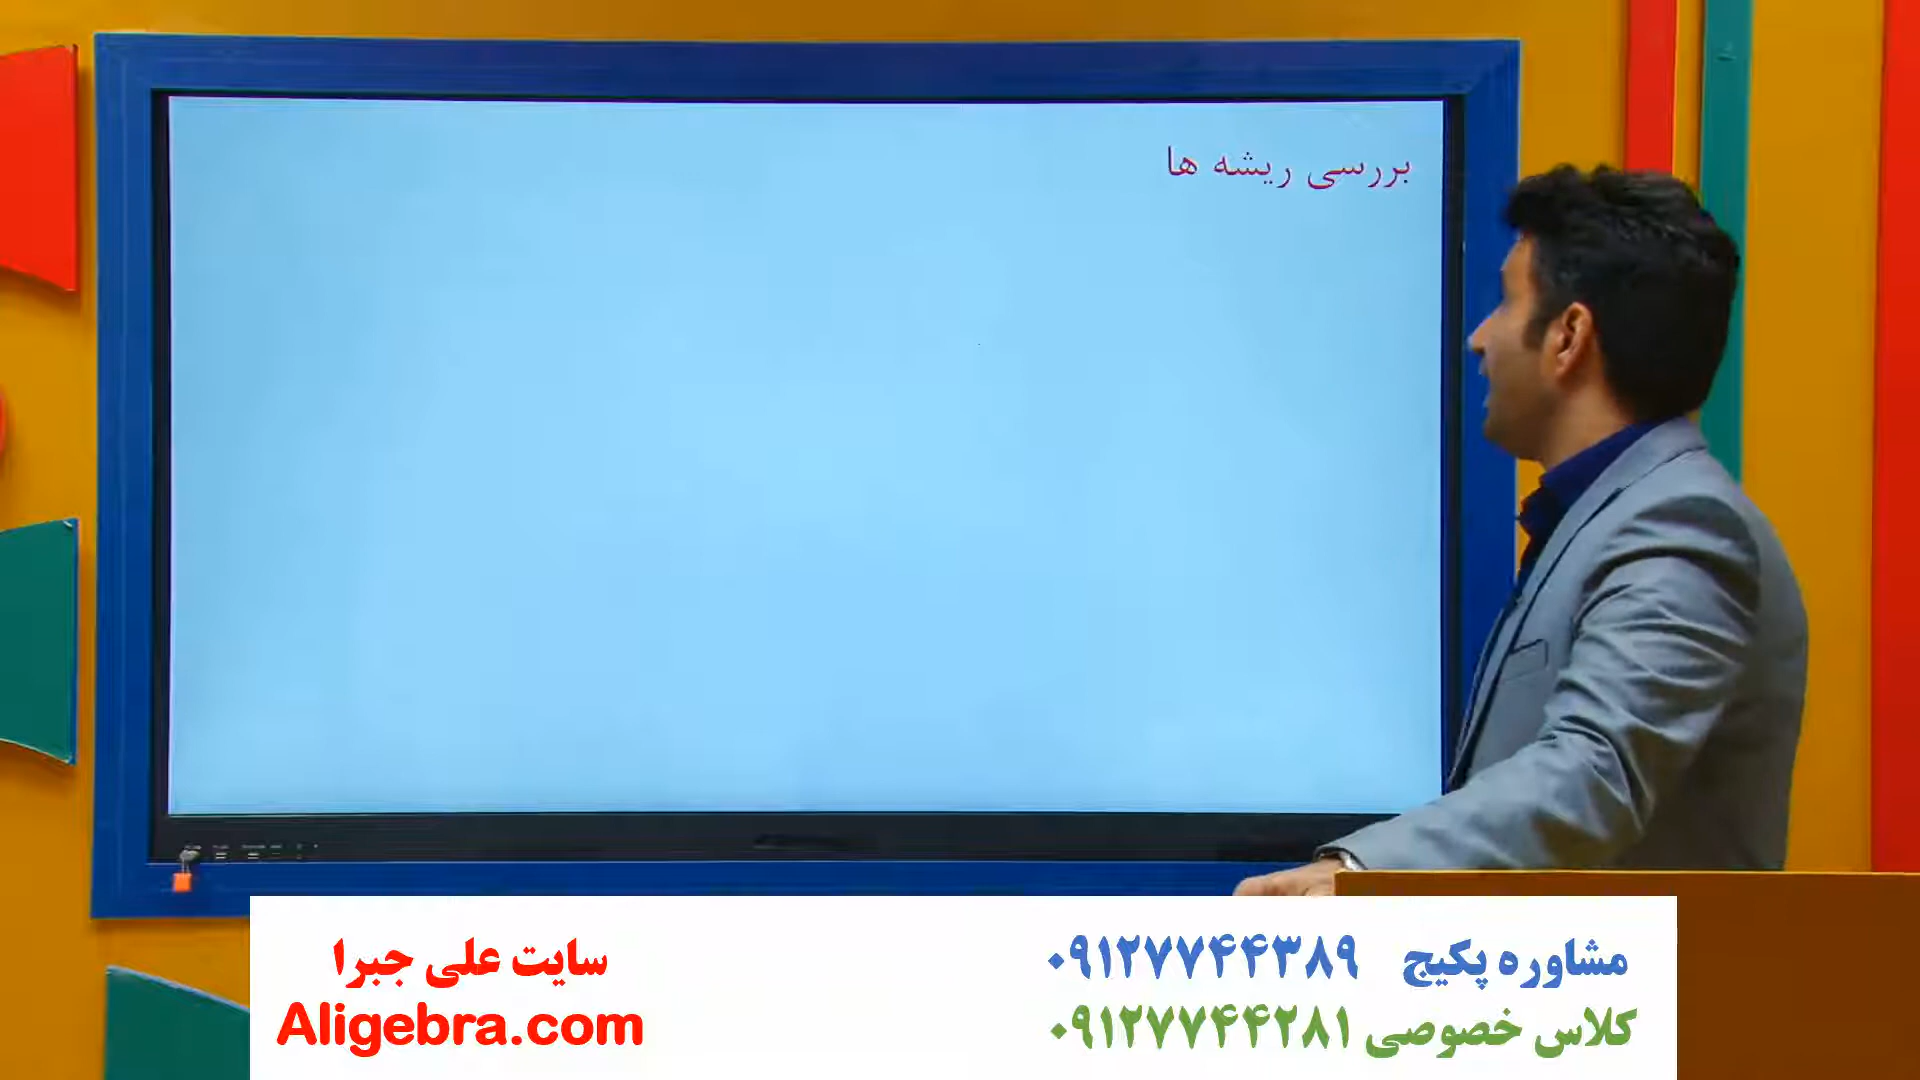 بررسی ریشه ها
مشاوره پکیج ۰۹۱۲۷۷۴۴۳۸۹
کلاس خصوصی ۰۹۱۲۷۷۴۴۲۸۱
سایت علی جبرا
Aligebra.com